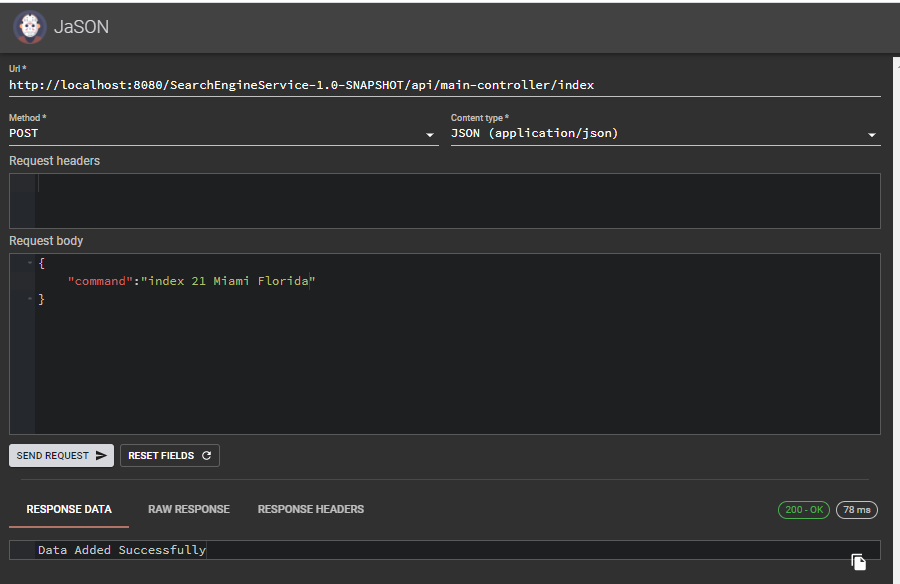 JaSON
Url *
http://localhost:8080/SearchEngineService-1.0-SNAPSHOT/api/main-controller/index
Method * Content type *
POST JSON (application/json)
Request headers
Request body
{
"command":"index 21 Miami Florida"
}
SEND REQUEST RESET FIELDS
RESPONSE DATA RAW RESPONSE RESPONSE HEADERS 200 - OK 78 ms
Data Added Successfully